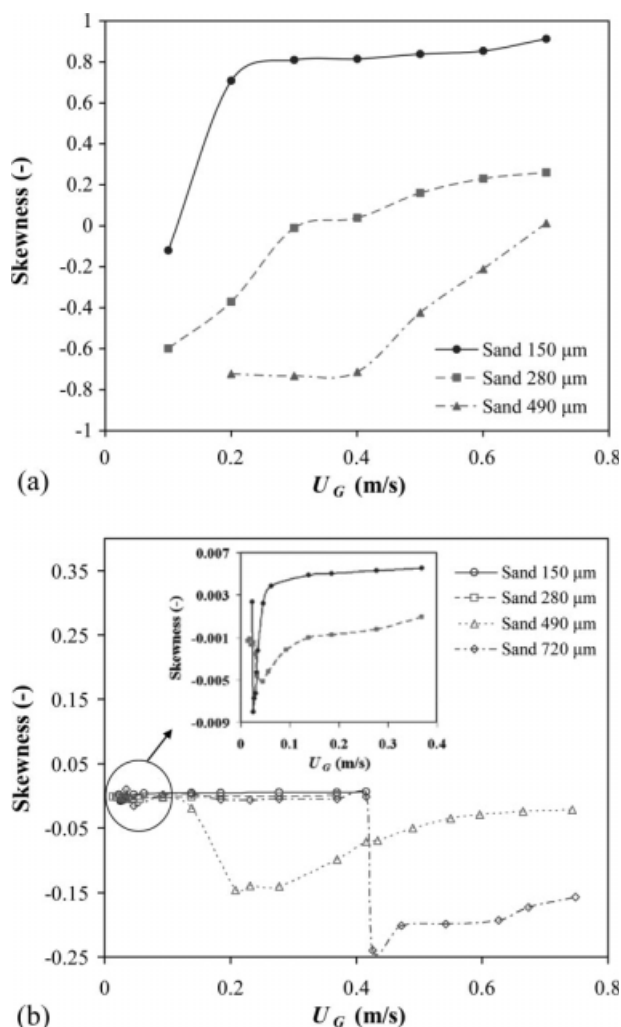 1
0.8
0.6
0.4
0.2
0
-0.2
-0.4
-0.6
-0.8
-1
Skewness (-)
Sand 150 μm
Sand 280 μm
Sand 490 μm
0 0.2 0.4 0.6 0.8
U_G (m/s)
(a)
0.35
0.25
0.15
0.05
-0.05
-0.15
-0.25
Skewness (-)
0.007
0.003
-0.001
-0.005
-0.009
Skewness (-)
0 0.1 0.2 0.3 0.4
U_G (m/s)
Sand 150 μm
Sand 280 μm
Sand 490 μm
Sand 720 μm
0 0.2 0.4 0.6 0.8
U_G (m/s)
(b)